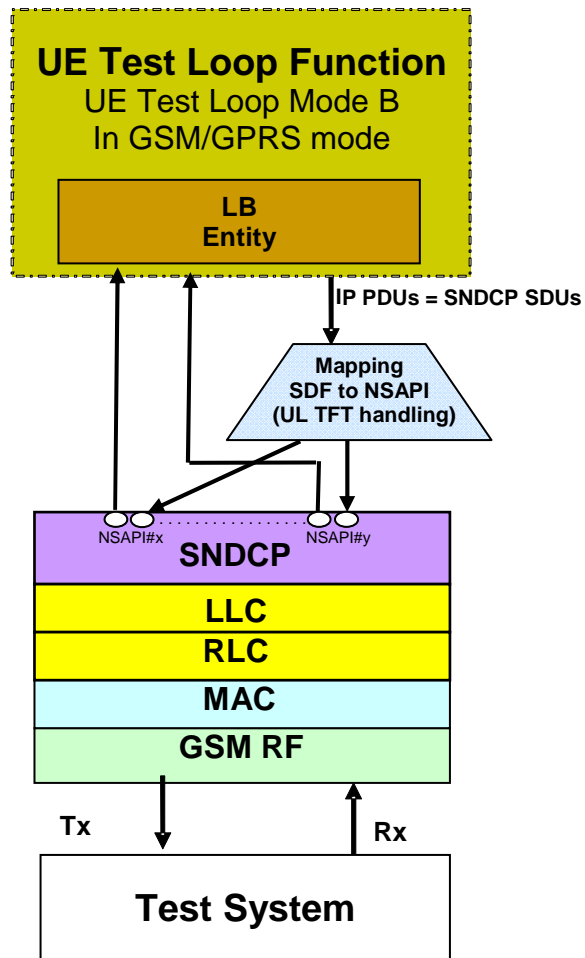 UE Test Loop Function
UE Test Loop Mode B
In GSM/GPRS mode
LB
Entity
IP PDUs = SNDCP SDUs
Mapping
SDF to NSAPI
(UL TFT handling)
NSAPI#x
NSAPI#y
SNDCP
LLC
RLC
MAC
GSM RF
Tx
Rx
Test System